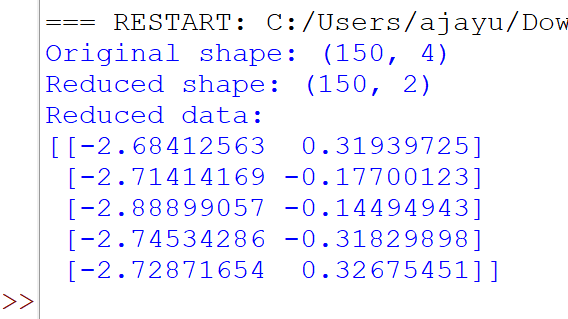 === RESTART: C:/Users/ajayu/Dow
Original shape: (150, 4)
Reduced shape: (150, 2)
Reduced data:
[[-2.68412563  0.31939725]
 [-2.71414169 -0.17700123]
 [-2.88899057 -0.14494943]
 [-2.74534286 -0.31829898]
 [-2.72871654  0.32675451]]
>>